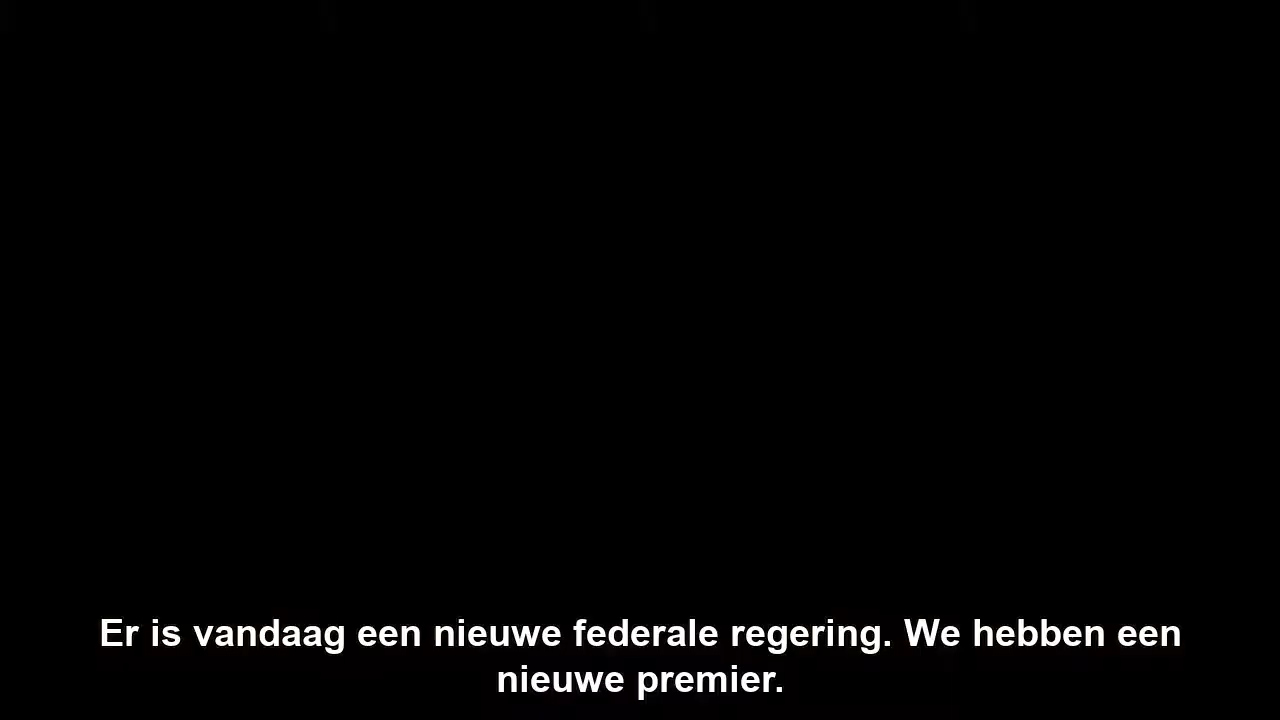 Er is vandaag een nieuwe federale regering. We hebben een
nieuwe premier.